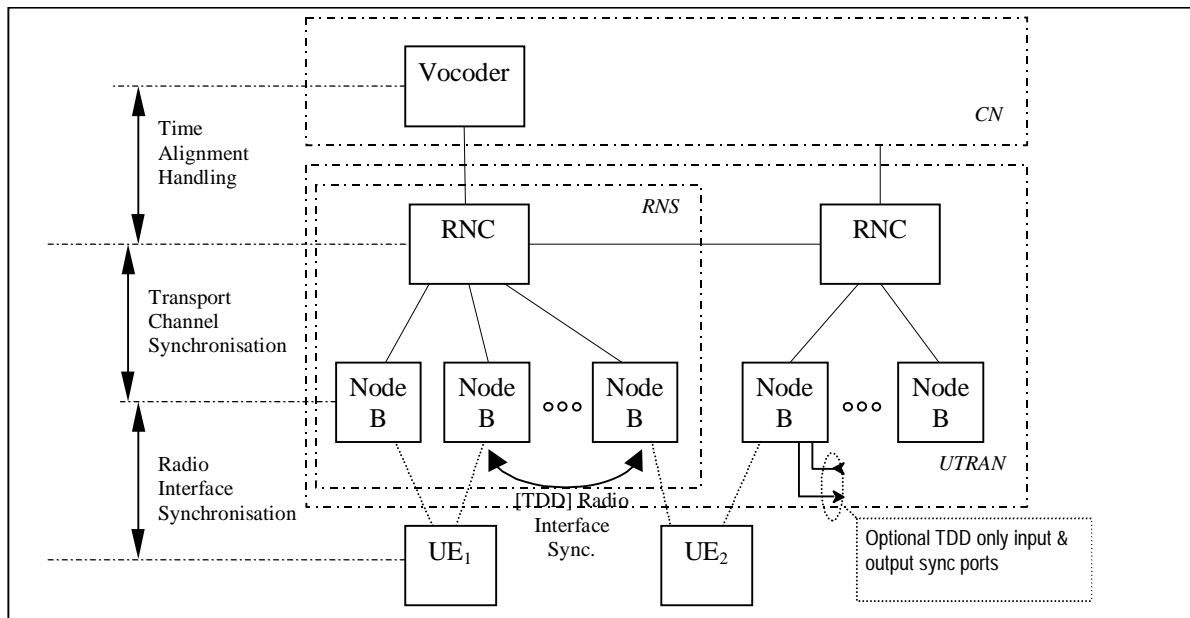 Vocoder
CN
Time
Alignment
Handling
RNS
RNC
RNC
Transport
Channel
Synchronisation
Node
B
Node
B
Node
B
Node
B
Node
B
UTRAN
Radio
Interface
Synchronisation
[TDD] Radio
Interface
Sync.
UE1
UE2
Optional TDD only input &
output sync ports